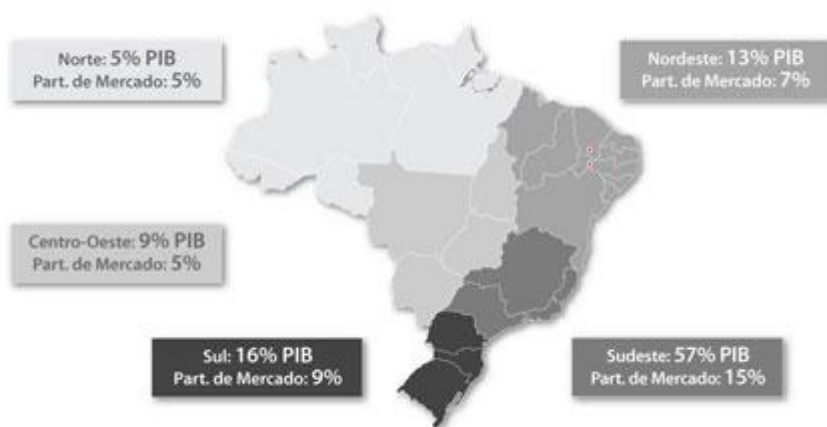 Norte: 5% PIB
Part. de Mercado: 5%
Nordeste: 13% PIB
Part. de Mercado: 7%
Centro-Oeste: 9% PIB
Part. de Mercado: 5%
Sul: 16% PIB
Part. de Mercado: 9%
Sudeste: 57% PIB
Part. de Mercado: 15%